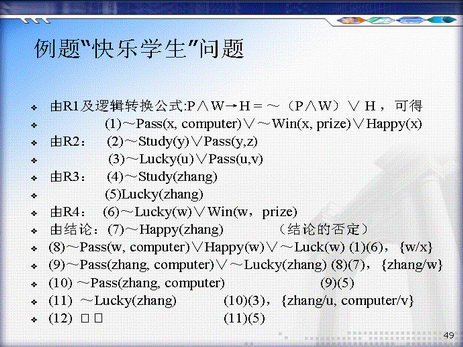 例题“快乐学生”问题
❖ 由R1及逻辑转换公式:P∧W→H = ～（P∧W）∨ H ，可得
❖ (1)～Pass(x, computer)∨～Win(x, prize)∨Happy(x)
❖ 由R2： (2)～Study(y)∨Pass(y,z)
❖ (3)～Lucky(u)∨Pass(u,v)
❖ 由R3： (4)～Study(zhang)
❖ (5)Lucky(zhang)
❖ 由R4： (6)～Lucky(w)∨Win(w，prize)
❖ 由结论：(7)～Happy(zhang) （结论的否定）
❖ (8)～Pass(w, computer)∨Happy(w)∨～Luck(w) (1)(6)，{w/x}
❖ (9)～Pass(zhang, computer)∨～Lucky(zhang) (8)(7)，{zhang/w}
❖ (10) ～Pass(zhang, computer) (9)(5)
❖ (11) ～Lucky(zhang) (10)(3)，{zhang/u, computer/v}
❖ (12) □□ (11)(5)
49